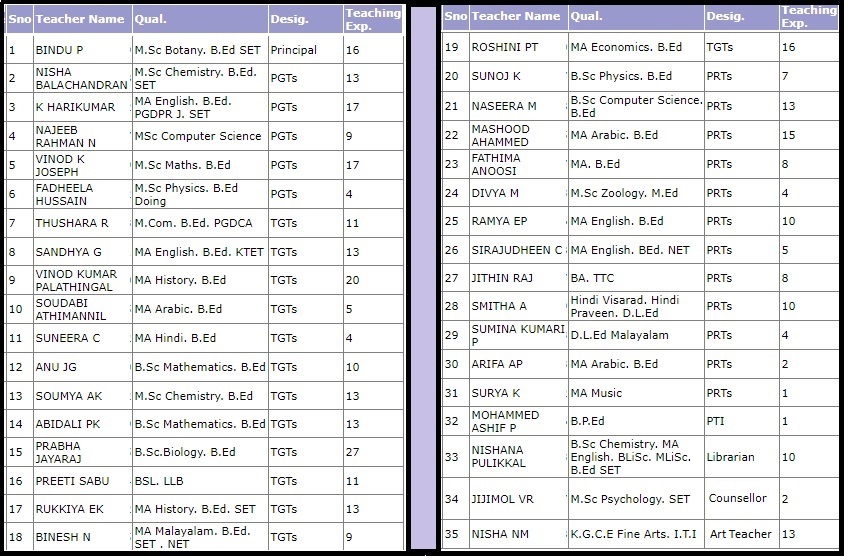 Sno Teacher Name Qual. Desig. Teaching Exp.
1 BINDU P M.Sc Botany. B.Ed SET Principal 16
2 NISHA BALACHANDRAN M.Sc Chemistry. B.Ed. SET PGTs 13
3 K HARIKUMAR MA English. B.Ed. PGDPR J. SET PGTs 17
4 NAJEEB RAHMAN N MSc Computer Science PGTs 9
5 VINOD K JOSEPH M.Sc Maths. B.Ed PGTs 17
6 FADHEELA HUSSAIN M.Sc Physics. B.Ed Doing PGTs 4
7 THUSHARA R M.Com. B.Ed. PGDCA TGTs 11
8 SANDHYA G MA English. B.Ed. KTET TGTs 13
9 VINOD KUMAR PALATHINGAL MA History. B.Ed TGTs 20
10 SOUDABI ATHIMANNIL MA Arabic. B.Ed TGTs 5
11 SUNEERA C MA Hindi. B.Ed TGTs 4
12 ANU JG B.Sc Mathematics. B.Ed TGTs 10
13 SOUMYA AK M.Sc Chemistry. B.Ed TGTs 13
14 ABIDALI PK B.Sc Mathematics. B.Ed TGTs 13
15 PRABHA JAYARAJ B.Sc.Biology. B.Ed TGTs 27
16 PREETI SABU BSL. LLB TGTs 11
17 RUKKIYA EK MA History. B.Ed. SET TGTs 13
18 BINESH N MA Malayalam. B.Ed. SET . NET TGTs 9
Sno Teacher Name Qual. Desig. Teaching Exp.
19 ROSHINI PT MA Economics. B.Ed TGTs 16
20 SUNOJ K B.Sc Physics. B.Ed PRTs 7
21 NASEERA M B.Sc Computer Science. B.Ed PRTs 13
22 MASHOOD AHAMMED MA Arabic. B.Ed PRTs 15
23 FATHIMA ANOOSI MA. B.Ed PRTs 8
24 DIVYA M M.Sc Zoology. M.Ed PRTs 4
25 RAMYA EP MA English. B.Ed PRTs 10
26 SIRAJUDHEEN C MA English. BEd. NET PRTs 5
27 JITHIN RAJ BA. TTC PRTs 8
28 SMITHA A Hindi Visarad. Hindi Praveen. D.L.Ed PRTs 10
29 SUMINA KUMARI P D.L.Ed Malayalam PRTs 4
30 ARIFA AP MA Arabic. B.Ed PRTs 2
31 SURYA K MA Music PRTs 1
32 MOHAMMED ASHIF P B.P.Ed PTI 1
33 NISHANA PULIKKAL B.Sc Chemistry. MA English. BLiSc. MLiSc. B.Ed SET Librarian 10
34 JIJIMOL VR M.Sc Psychology. SET Counsellor 2
35 NISHA NM K.G.C.E Fine Arts. I.T.I Art Teacher 13